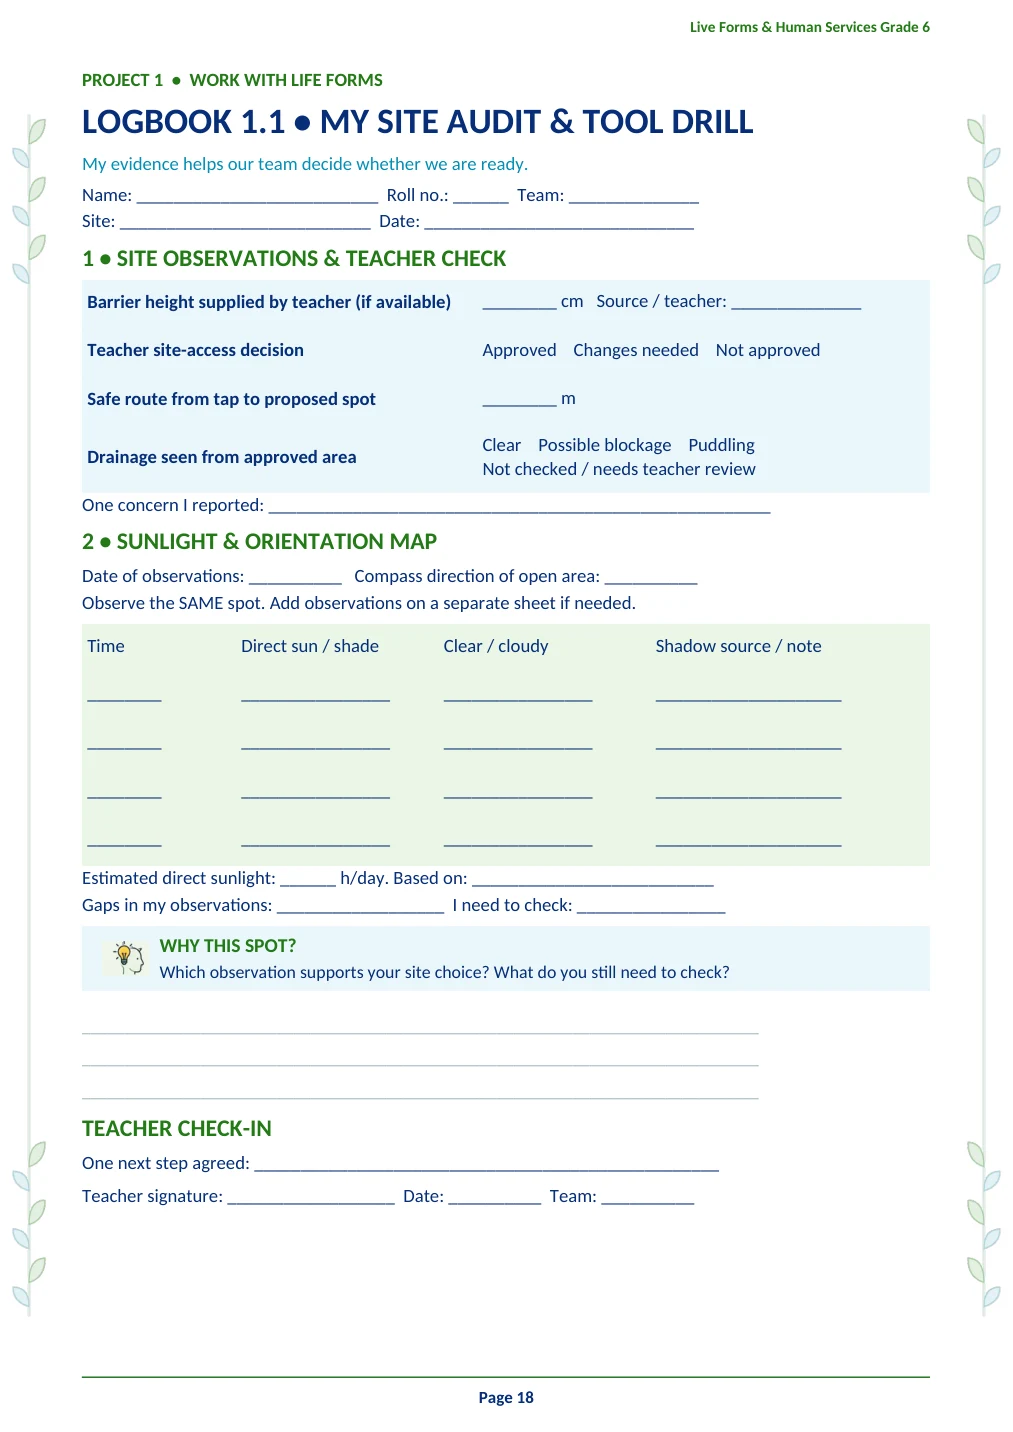 Live Forms & Human Services Grade 6
PROJECT 1 ● WORK WITH LIFE FORMS
LOGBOOK 1.1 ● MY SITE AUDIT & TOOL DRILL
My evidence helps our team decide whether we are ready.
Name: __________________________ Roll no.: ______ Team: ______________
Site: ___________________________ Date: _____________________________
1 ● SITE OBSERVATIONS & TEACHER CHECK
Barrier height supplied by teacher (if available) ________ cm Source / teacher: ______________
Teacher site-access decision Approved Changes needed Not approved
Safe route from tap to proposed spot ________ m
Drainage seen from approved area Clear Possible blockage Puddling
Not checked / needs teacher review
One concern I reported: ______________________________________________________
2 ● SUNLIGHT & ORIENTATION MAP
Date of observations: __________ Compass direction of open area: __________
Observe the SAME spot. Add observations on a separate sheet if needed.
Time Direct sun / shade Clear / cloudy Shadow source / note
________ ________________ ________________ ____________________
________ ________________ ________________ ____________________
________ ________________ ________________ ____________________
________ ________________ ________________ ____________________
Estimated direct sunlight: ______ h/day. Based on: __________________________
Gaps in my observations: __________________ I need to check: ________________
WHY THIS SPOT?
Which observation supports your site choice? What do you still need to check?
TEACHER CHECK-IN
One next step agreed: __________________________________________________
Teacher signature: __________________ Date: __________ Team: __________
Page 18